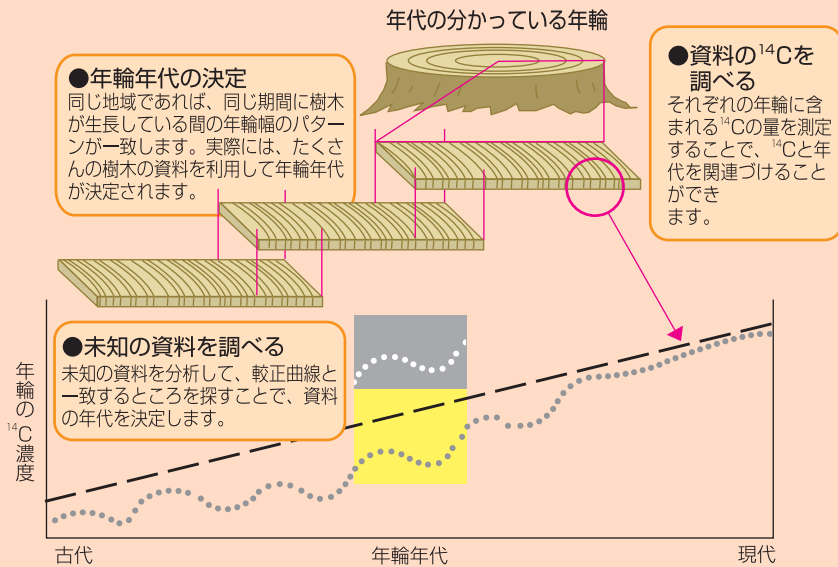 年代の分かっている年輪
●年輪年代の決定
同じ地域であれば、同じ期間に樹木
が生長している間の年輪幅のパター
ンが一致します。実際には、たくさ
んの樹木の資料を利用して年輪年代
が決定されます。
●資料の¹⁴Cを
調べる
それぞれの年輪に含
まれる¹⁴Cの量を測定
することで、¹⁴Cと年
代を関連づけること
ができ
ます。
●未知の資料を調べる
未知の資料を分析して、較正曲線と
一致するところを探すことで、資料
の年代を決定します。
年輪の¹⁴C濃度
古代
年輪年代
現代